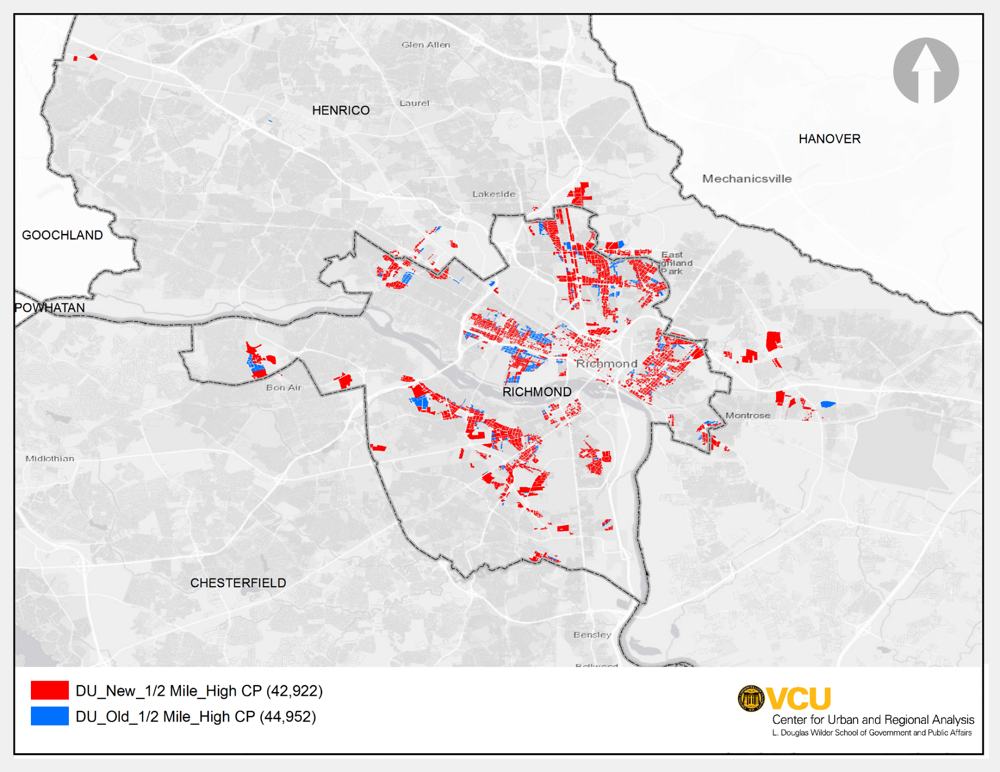 Glen Allen
Laurel
HENRICO
HANOVER
Mechanicsville
Lakeside
GOOCHLAND
East
Highland
Park
POWHATAN
Richmond
Bon Air
RICHMOND
Montrose
Midlothian
CHESTERFIELD
Bensley
Bellwood
DU_New_1/2 Mile_High CP (42,922)
DU_Old_1/2 Mile_High CP (44,952)
VCU
Center for Urban and Regional Analysis
L. Douglas Wilder School of Government and Public Affairs